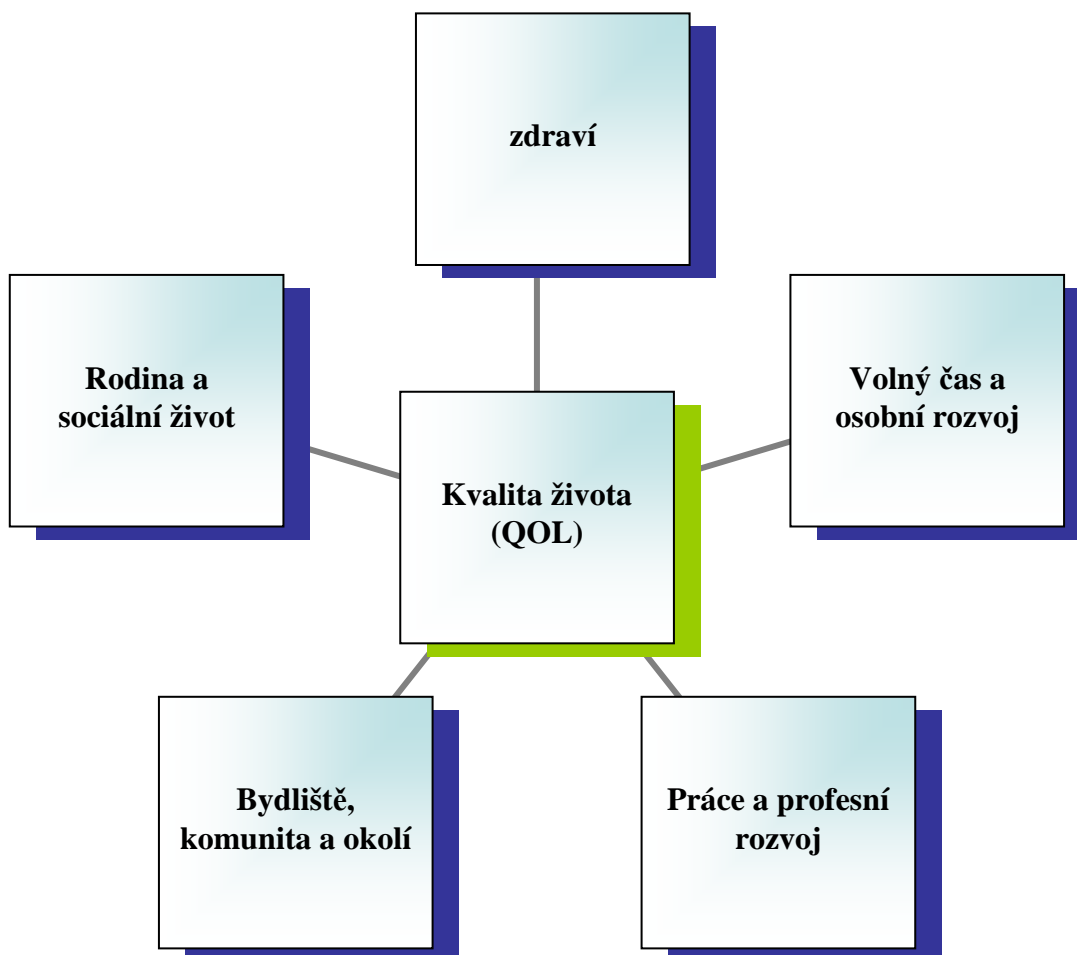 zdraví
Rodina a
sociální život
Volný čas a
osobní rozvoj
Kvalita života
(QOL)
Bydliště,
komunita a okolí
Práce a profesní
rozvoj